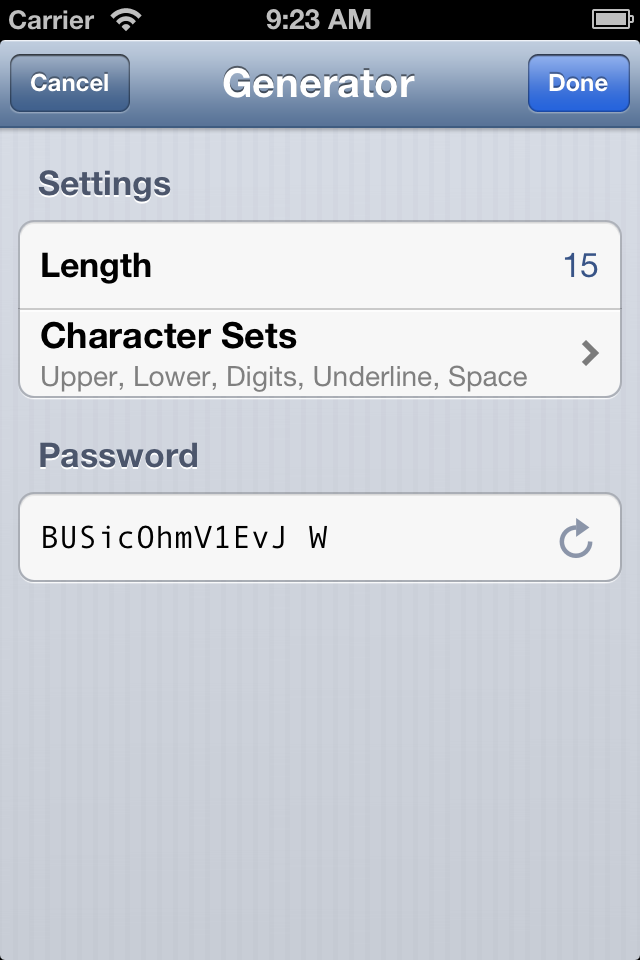 Carrier 9:23 AM
Cancel Generator Done
Settings
Length 15
Character Sets
Upper, Lower, Digits, Underline, Space
Password
BUSicOhmV1EvJ W